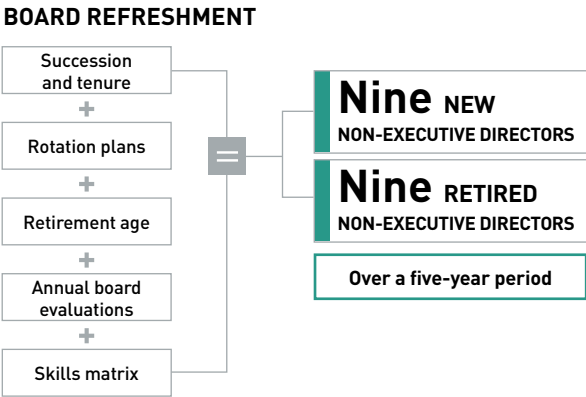 BOARD REFRESHMENT
Succession
and tenure
+
Rotation plans
+
Retirement age
+
Annual board
evaluations
+
Skills matrix
=
Nine NEW
NON-EXECUTIVE DIRECTORS
Nine RETIRED
NON-EXECUTIVE DIRECTORS
Over a five-year period